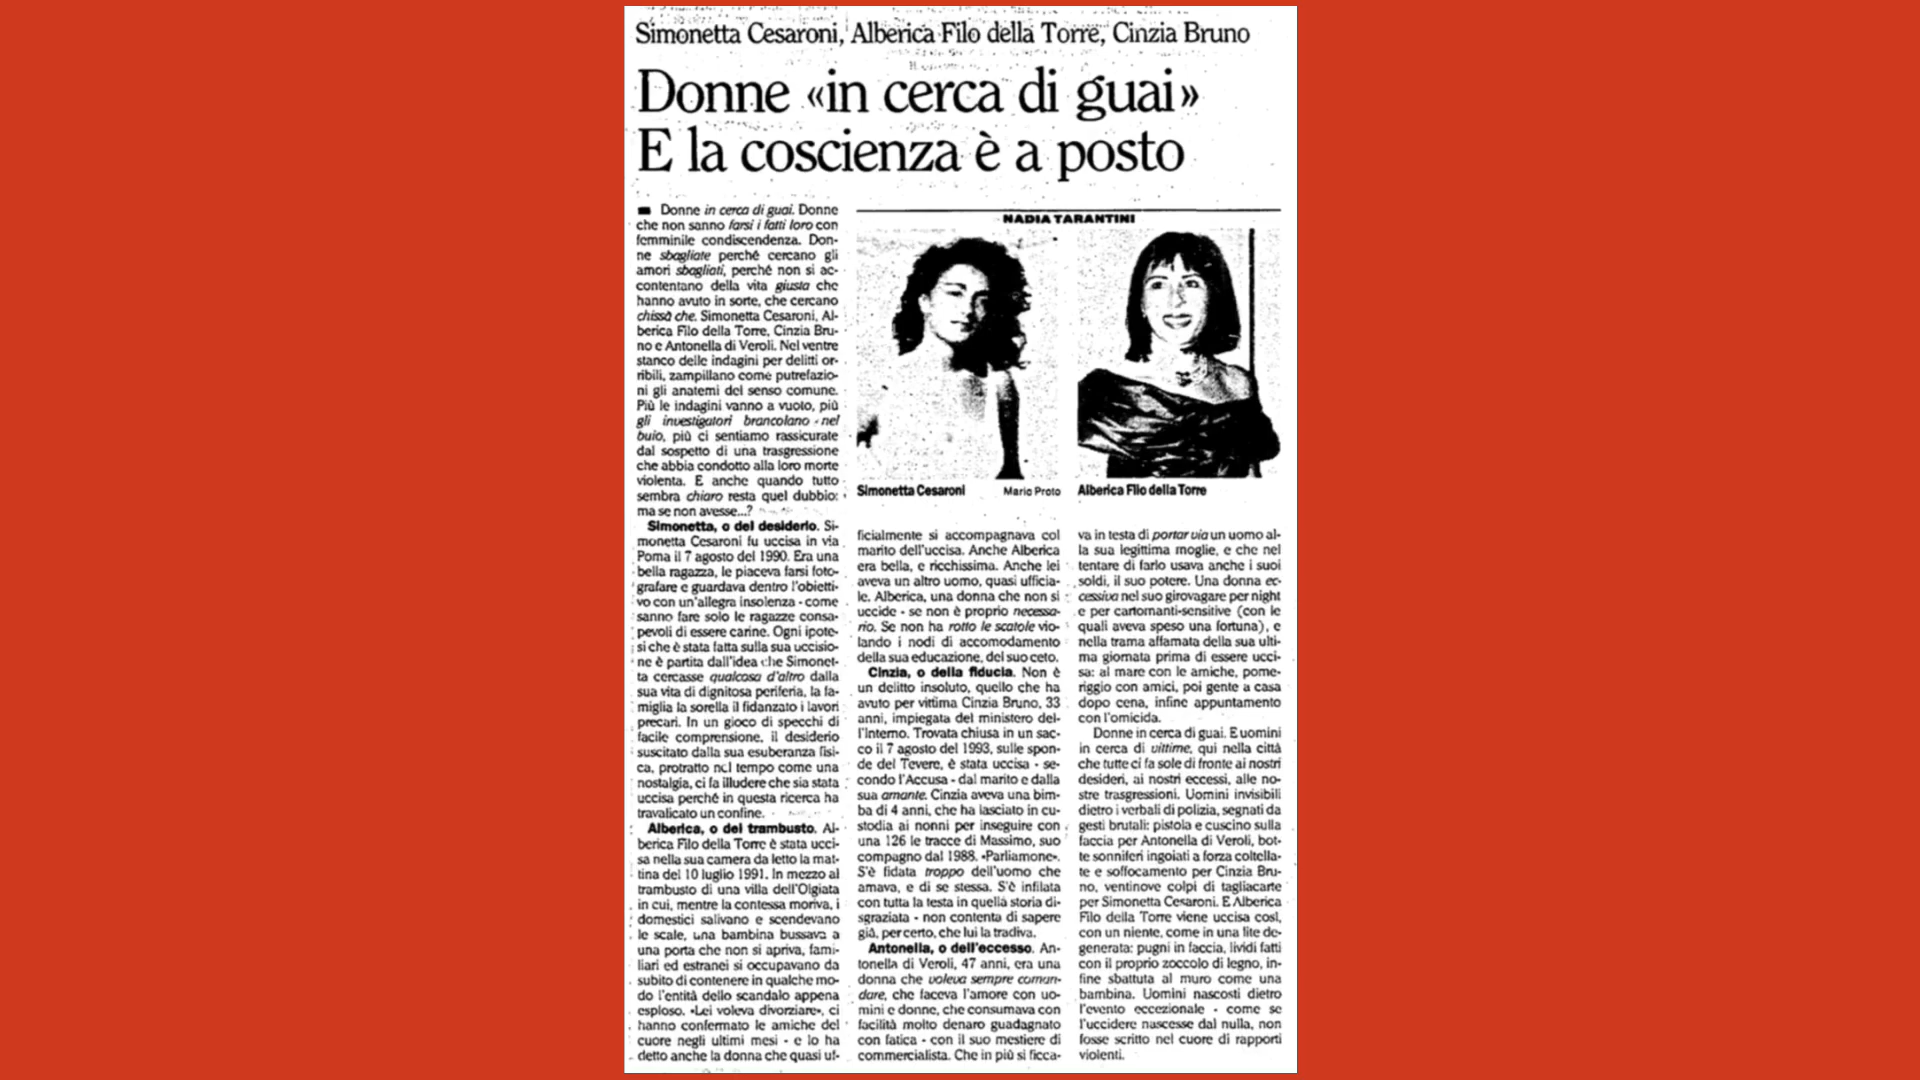 Simonetta Cesaroni, Alberica Filo della Torre, Cinzia Bruno
Donne «in cerca di guai»
E la coscienza è a posto
Donne in cerca di guai. Donne
che non sanno farsi i fatti loro con
femminile condiscendenza. Don-
ne sbagliate perché cercano gli
amori sbagliati, perché non si ac-
contentano della vita giusta che
hanno avuto in sorte, che cercano
chissà che. Simonetta Cesaroni, Al-
berica Filo della Torre, Cinzia Bru-
no e Antonella di Veroli. Nel ventre
stanco delle indagini per delitti or-
ribili, zampillano come putrefazio-
ni gli anatemi del senso comune.
Più le indagini vanno a vuoto, più
gli investigatori brancolano nel
buio, più ci sentiamo rassicurate
dal sospetto di una trasgressione
che abbia condotto alla loro morte
violenta. E anche quando tutto
sembra chiaro resta quel dubbio:
ma se non avesse...?
Simonetta, o del desiderio. Si-
monetta Cesaroni fu uccisa in via
Poma il 7 agosto del 1990. Era una
bella ragazza, le piaceva farsi foto-
grafare e guardava dentro l'obietti-
vo con un'allegra insolenza - come
sanno fare solo le ragazze consa-
pevoli di essere carine. Ogni ipote-
si che è stata fatta sulla sua uccisio-
ne è partita dall'idea che Simonet-
ta cercasse qualcosa d'altro dalla
sua vita di dignitosa periferia, la fa-
miglia la sorella il fidanzato i lavori
precari. In un gioco di specchi di
facile comprensione, il desiderio
suscitato dalla sua esuberanza fisi-
ca, protratto nel tempo come una
nostalgia, ci fa illudere che sia stata
uccisa perché in questa ricerca ha
travalicato un confine.
Alberica, o del trambusto. Al-
berica Filo della Torre è stata ucci-
sa nella sua camera da letto la mat-
tina del 10 luglio 1991. In mezzo al
trambusto di una villa dell'Olgiata
in cui, mentre la contessa moriva, i
domestici salivano e scendevano
le scale, una bambina bussava a
una porta che non si apriva, fami-
liari ed estranei si occupavano da
subito di contenere in qualche mo-
do l'entità dello scandalo appena
esploso. «Lei voleva divorziare», ci
hanno confermato le amiche del
cuore negli ultimi mesi - e lo ha
detto anche la donna che quasi uf-
NADIA TARANTINI
Simonetta Cesaroni Mario Proto
Alberica Filo della Torre
ficialmente si accompagnava col
marito dell'uccisa. Anche Alberica
era bella, e ricchissima. Anche lei
aveva un altro uomo, quasi ufficia-
le. Alberica, una donna che non si
uccide - se non è proprio necessa-
rio. Se non ha rotto le scatole vio-
lando i nodi di accomodamento
della sua educazione, del suo ceto.
Cinzia, o della fiducia. Non è
un delitto insoluto, quello che ha
avuto per vittima Cinzia Bruno, 33
anni, impiegata del ministero del-
l'Interno. Trovata chiusa in un sac-
co il 7 agosto del 1993, sulle spon-
de del Tevere, è stata uccisa - se-
condo l'Accusa - dal marito e dalla
sua amante. Cinzia aveva una bim-
ba di 4 anni, che ha lasciato in cu-
stodia ai nonni per inseguire con
una 126 le tracce di Massimo, suo
compagno dal 1988. «Parliamone».
S'è fidata troppo dell'uomo che
amava, e di se stessa. S'è infilata
con tutta la testa in quella storia di-
sgraziata - non contenta di sapere
già, per certo, che lui la tradiva.
Antonella, o dell'eccesso. An-
tonella di Veroli, 47 anni, era una
donna che voleva sempre coman-
dare, che faceva l'amore con uo-
mini e donne, che consumava con
facilità molto denaro guadagnato
con fatica - con il suo mestiere di
commercialista. Che in più si ficca-
va in testa di portar via un uomo al-
la sua legittima moglie, e che nel
tentare di farlo usava anche i suoi
soldi, il suo potere. Una donna ec-
cessiva nel suo girovagare per night
e per cartomanti-sensitive (con le
quali aveva speso una fortuna), e
nella trama affamata della sua ulti-
ma giornata prima di essere ucci-
sa: al mare con le amiche, pome-
riggio con amici, poi gente a casa
dopo cena, infine appuntamento
con l'omicida.
Donne in cerca di guai. E uomini
in cerca di vittime, qui nella città
che tutte ci fa sole di fronte ai nostri
desideri, ai nostri eccessi, alle no-
stre trasgressioni. Uomini invisibili
dietro i verbali di polizia, segnati da
gesti brutali: pistola e cuscino sulla
faccia per Antonella di Veroli, bot-
te sonniferi ingoiati a forza coltella-
te e soffocamento per Cinzia Bru-
no, ventinove colpi di tagliacarte
per Simonetta Cesaroni. E Alberica
Filo della Torre viene uccisa così,
con un niente, come in una lite de-
generata: pugni in faccia, lividi fatti
con il proprio zoccolo di legno, in-
fine sbattuta al muro come una
bambina. Uomini nascosti dietro
l'evento eccezionale - come se
l'uccidere nascesse dal nulla, non
fosse scritto nel cuore di rapporti
violenti.